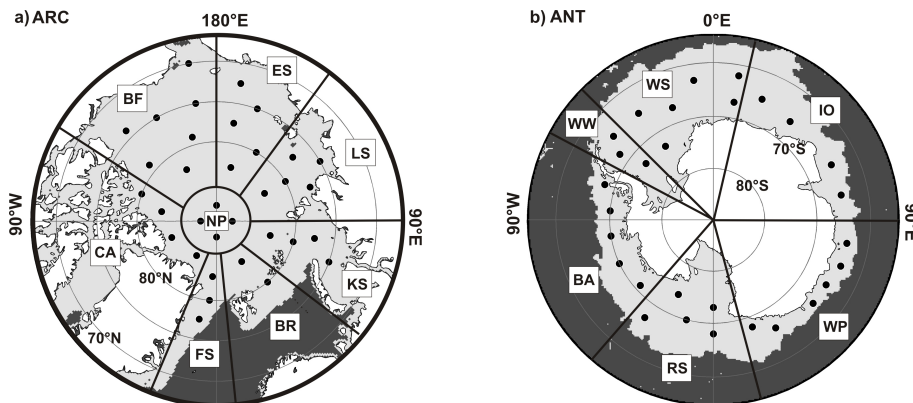 a) ARC
180°E
b) ANT
0°E
ES
BF
WS
IO
WW
LS
70°S
80°S
NP
90°W
90°E
90°W
90°E
CA
80°N
KS
BA
70°N
BR
WP
FS
RS